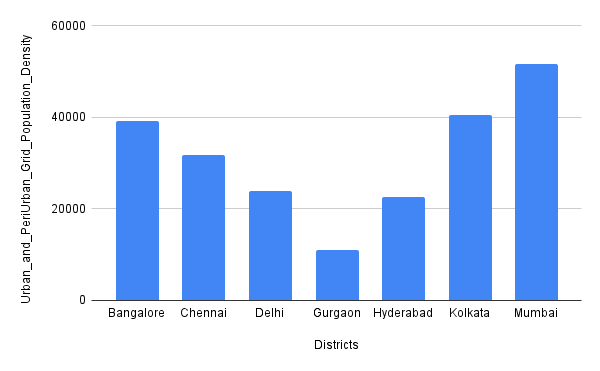 Urban_and_PeriUrban_Grid_Population_Density
60000
40000
20000
0
Bangalore Chennai Delhi Gurgaon Hyderabad Kolkata Mumbai
Districts